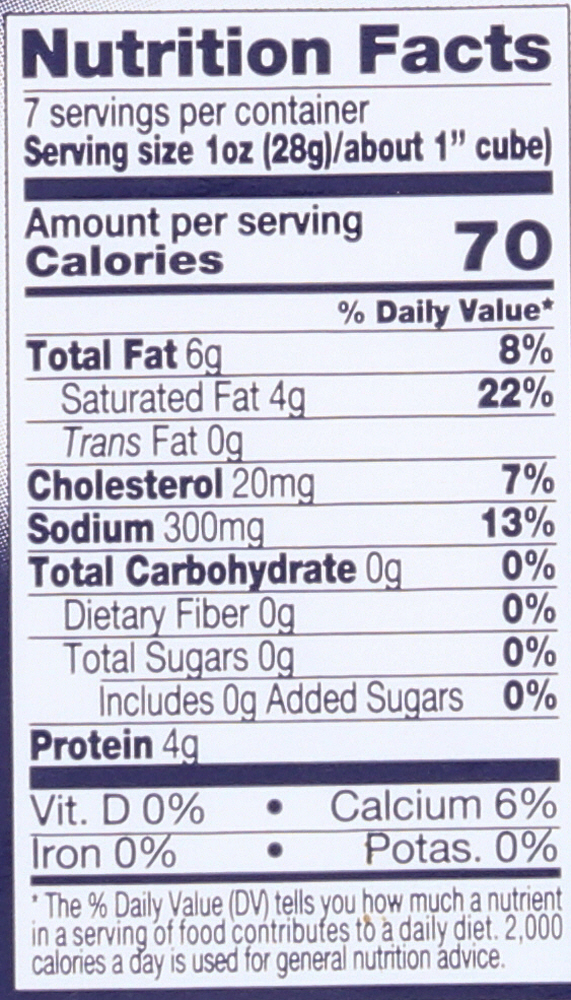 Nutrition Facts
7 servings per container
Serving size 1oz (28g)/about 1” cube)
Amount per serving
Calories 70
% Daily Value*
Total Fat 6g 8%
Saturated Fat 4g 22%
Trans Fat 0g
Cholesterol 20mg 7%
Sodium 300mg 13%
Total Carbohydrate 0g 0%
Dietary Fiber 0g 0%
Total Sugars 0g 0%
Includes 0g Added Sugars 0%
Protein 4g
Vit. D 0% • Calcium 6%
Iron 0% • Potas. 0%
* The % Daily Value (DV) tells you how much a nutrient
in a serving of food contributes to a daily diet. 2,000
calories a day is used for general nutrition advice.